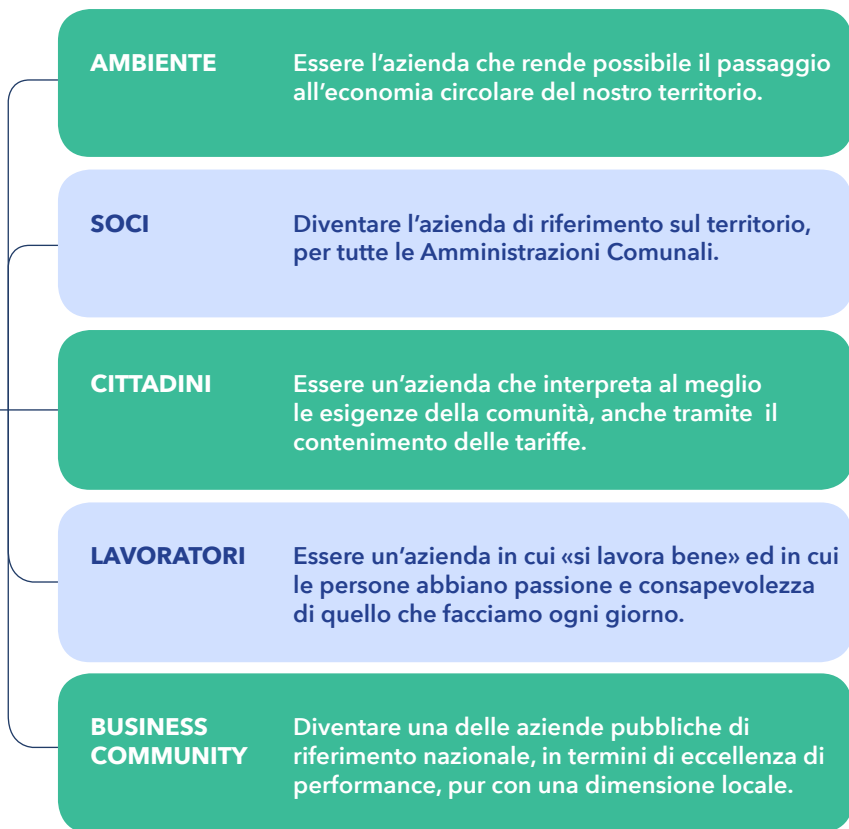 AMBIENTE
Essere l’azienda che rende possibile il passaggio
all’economia circolare del nostro territorio.
SOCI
Diventare l’azienda di riferimento sul territorio,
per tutte le Amministrazioni Comunali.
CITTADINI
Essere un’azienda che interpreta al meglio
le esigenze della comunità, anche tramite il
contenimento delle tariffe.
LAVORATORI
Essere un’azienda in cui «si lavora bene» ed in cui
le persone abbiano passione e consapevolezza
di quello che facciamo ogni giorno.
BUSINESS
COMMUNITY
Diventare una delle aziende pubbliche di
riferimento nazionale, in termini di eccellenza di
performance, pur con una dimensione locale.